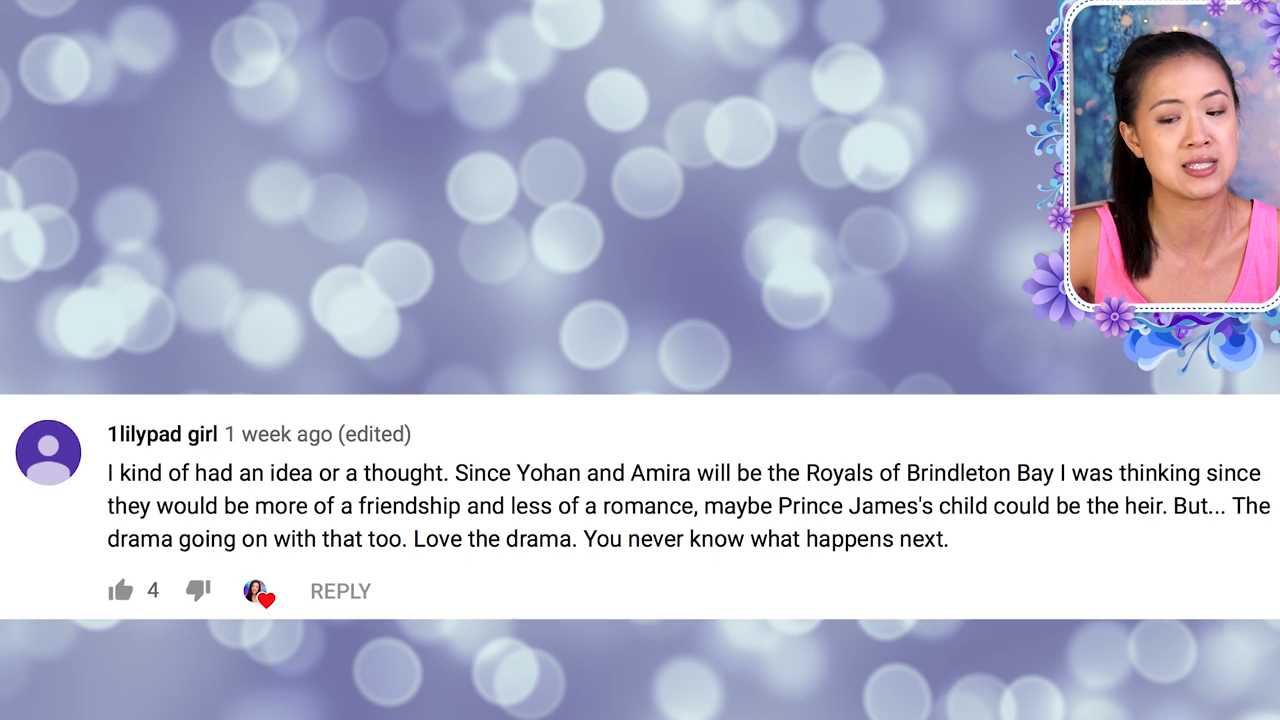 1lilypad girl 1 week ago (edited)
I kind of had an idea or a thought. Since Yohan and Amira will be the Royals of Brindleton Bay I was thinking since
they would be more of a friendship and less of a romance, maybe Prince James's child could be the heir. But... The
drama going on with that too. Love the drama. You never know what happens next.
4 REPLY